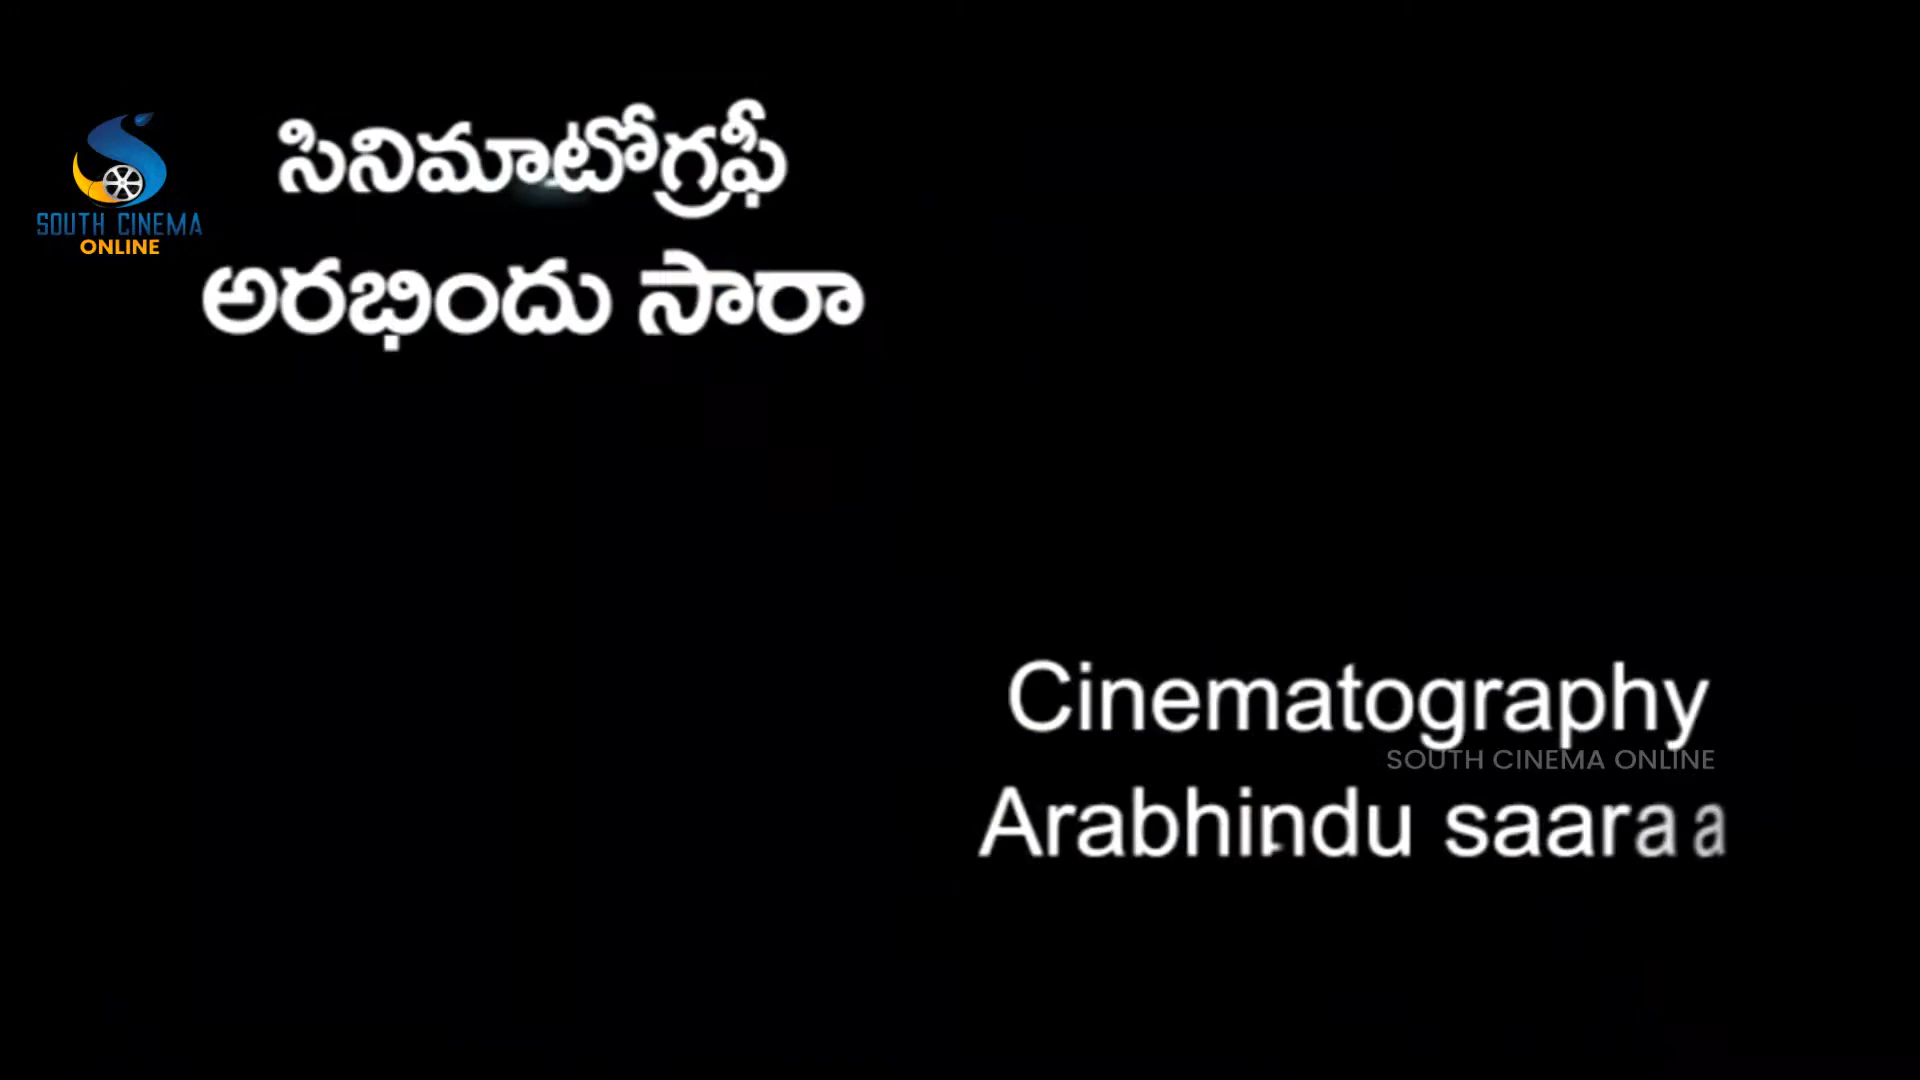 సినిమాటోగ్రఫీ
అరభిందు సారా
SOUTH CINEMA
ONLINE
Cinematography
SOUTH CINEMA ONLINE
Arabhindu saaraa